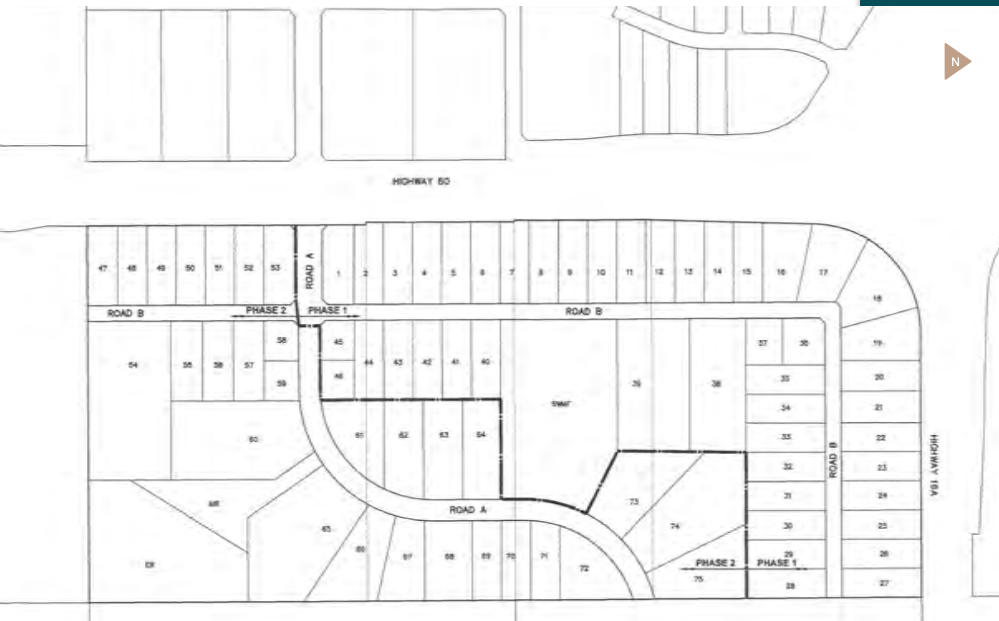 N
HIGHWAY 60
47 48 49 50 51 52 53
ROAD A
1 2 3 4 5 6 7 8 9 10 11 12 13 14 15 16 17
18
ROAD B
PHASE 2 PHASE 1
ROAD B
54 55 56 57 58
59
45
46
44 43 42 41 40
SWMF
39 38
37 36
35
34
33
32
31
30
29
28
19
20
21
22
23
24
25
26
27
ROAD B
HIGHWAY 16A
60
61 62 63 64
MR
ER
ROAD A
65 66 67 68 69 70 71 72
73
74
75
PHASE 2 PHASE 1